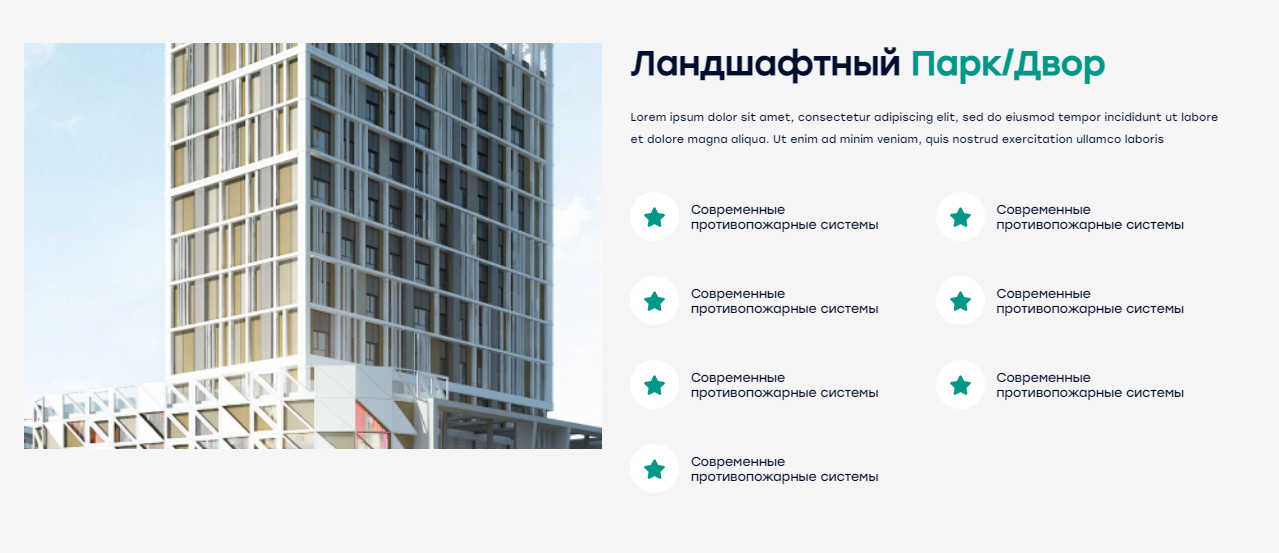 Ландшафтный Парк/Двор
Lorem ipsum dolor sit amet, consectetur adipiscing elit, sed do eiusmod tempor incididunt ut labore
et dolore magna aliqua. Ut enim ad minim veniam, quis nostrud exercitation ullamco laboris
Современные
противопожарные системы
Современные
противопожарные системы
Современные
противопожарные системы
Современные
противопожарные системы
Современные
противопожарные системы
Современные
противопожарные системы
Современные
противопожарные системы